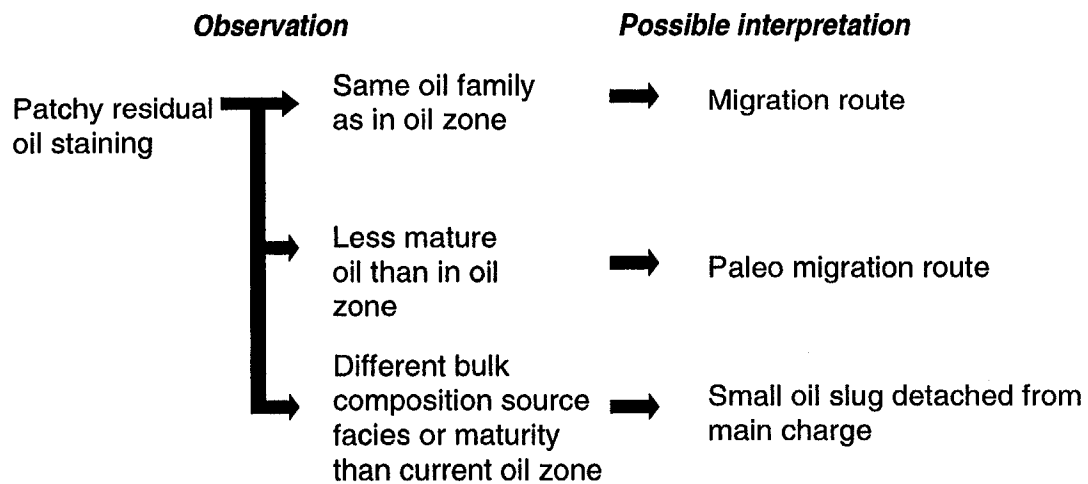 Observation
Possible interpretation
Patchy residual
oil staining
Same oil family
as in oil zone
Migration route
Less mature
oil than in oil
zone
Paleo migration route
Different bulk
composition source
facies or maturity
than current oil zone
Small oil slug detached from
main charge